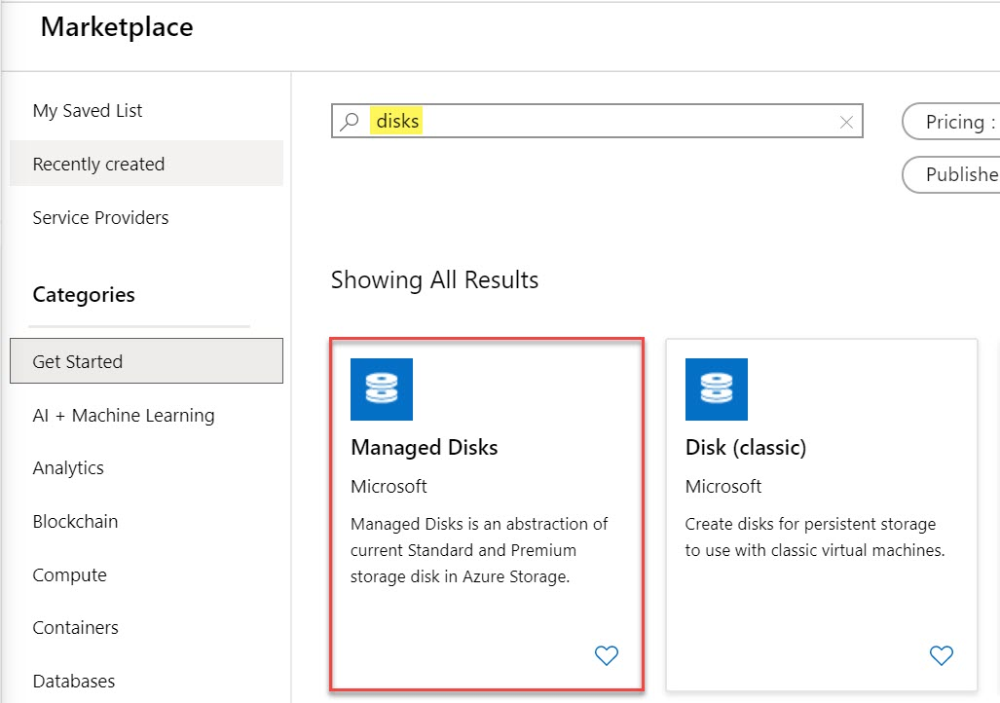 Marketplace
My Saved List
Recently created
Service Providers
Categories
Get Started
AI + Machine Learning
Analytics
Blockchain
Compute
Containers
Databases
disks
Pricing :
Publishe
Showing All Results
Managed Disks
Microsoft
Managed Disks is an abstraction of
current Standard and Premium
storage disk in Azure Storage.
Disk (classic)
Microsoft
Create disks for persistent storage
to use with classic virtual machines.